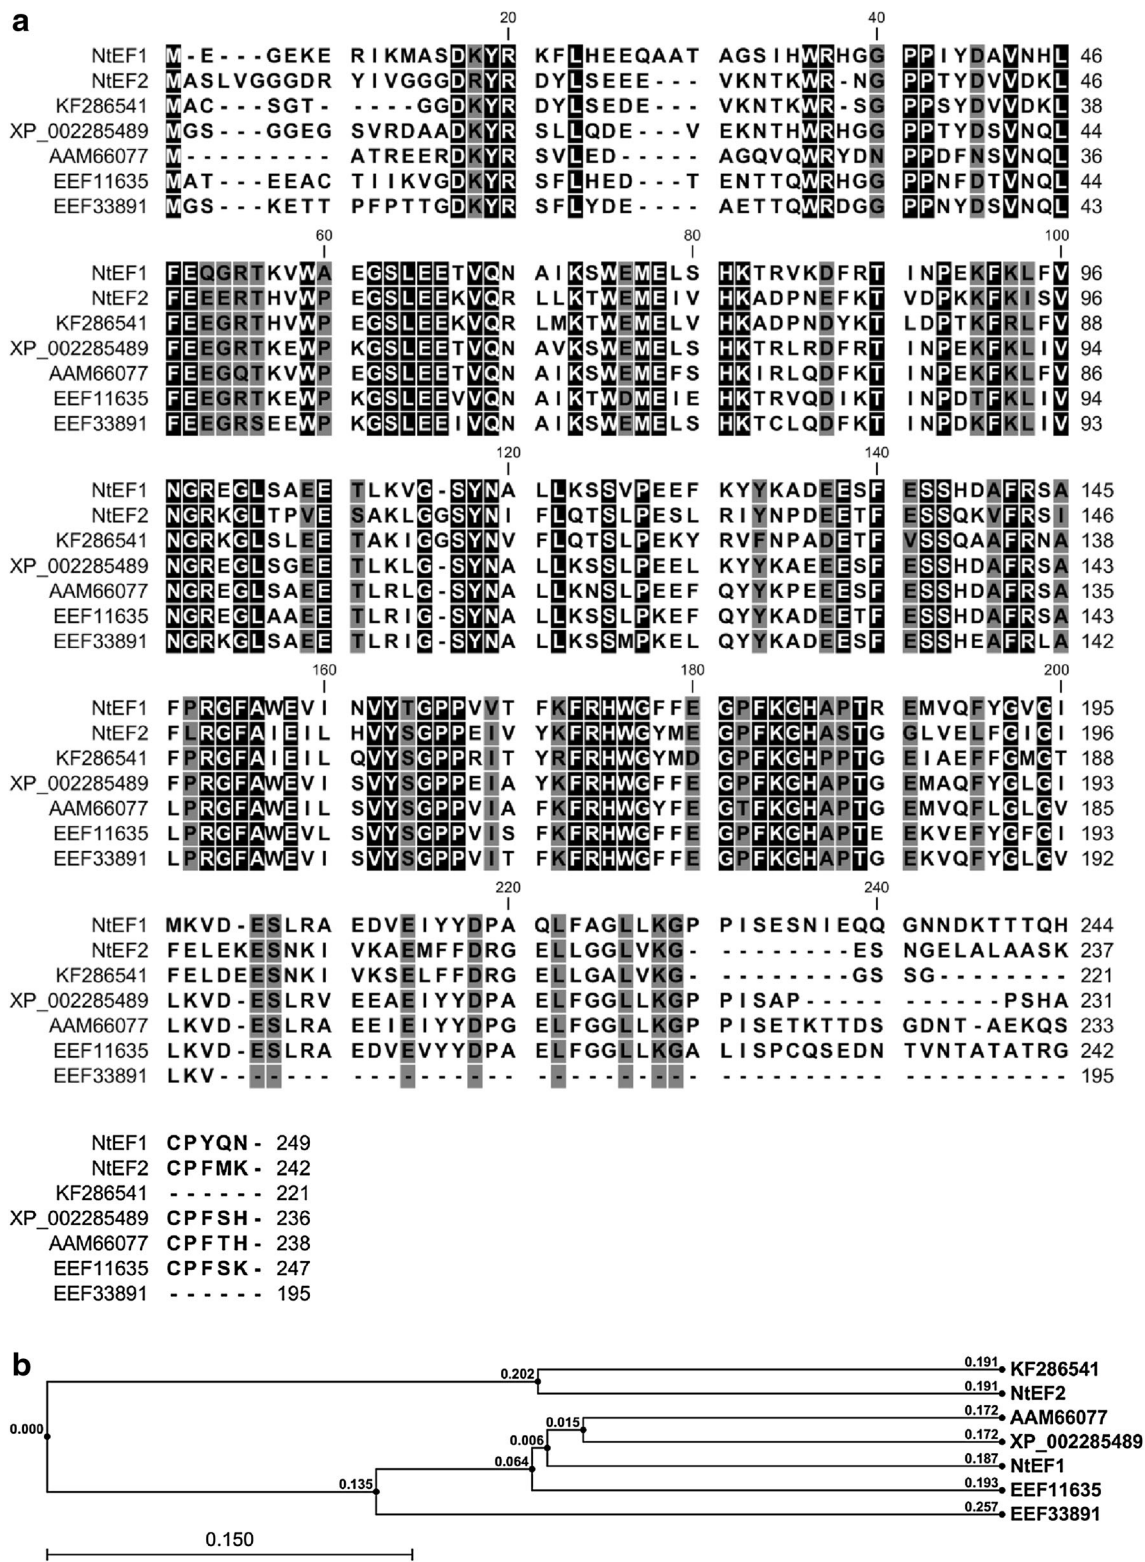 a
20 40
NtEF1 M-E---GEKE RIKMASDKYR KFLHEEQAAT AGSIHWRHGG PPIYDAVNHL 46
NtEF2 MASLVGGGDR YIVGGGDRYR DYLSEEE--- VKNTKWR-NG PPTYDVVNKL 46
KF286541 MAC---SGT- ----GGDKYR DYLSEDE--- VKNTKWR-SG PPSYDVVDKL 38
XP_002285489 MGS---GGEG SVRDAADKYR SLLQDE---V EKNTHWRHGG PPTYDSVNQL 44
AAM66077 M--------- ATREERDKYR SVLED----- AGQVQWRYDN PPDFNSVNQL 36
EEF11635 MAT---EEAC TIIKVGDKYR SFLHED---T ENTTQWRHGG PPNFDTVNQL 44
EEF33891 MGS---KETT PFPTTGDKYR SFLYDE---- AETTQWRDGG PPNYDSVNQL 43
60 80 100
NtEF1 FEQGRTKVWA EGSLEETVQN AIKSWEMELS HKTRVKDFRT INPEKFKLFV 96
NtEF2 FEEERTHVWP EGSLEEKVQR LLKTWEMEIV HKADPNEFKT VDPKKFKISV 96
KF286541 FEEGRTHVWP EGSLEEKVQR LMKTWEMELV HKADPNDYKT LDPTKFRLFV 88
XP_002285489 FEEGRTKEWP KGSLEETVQN AVKSWEMELS HKTRLRDFRT INPEKFKLIV 94
AAM66077 FEEGQTKVWP EGSLEETVQN AIKSWEMEFS HKIRLQDFKT INPEKFKLFV 86
EEF11635 FEEGRTKEWP KGSLEEVVQN AIKTWDMEIE HKTRVQDIKT INPDTFKLIV 94
EEF33891 FEEGRSEEWP KGSLEEIVQN AIKSWEMELS HKTCLQDFKT INPDKFKLIV 93
120 140
NtEF1 NGREGLSAEE TLKVG-SYNA LLKSSVPEEF KYYKADEESF ESSHDAFRSA 145
NtEF2 NGRKGLTPVE SAKLGGSYNI FLQTSLPESL RIYNPDEETF ESSQKVFRSI 146
KF286541 NGRKGLSLEE TAKIGGSYNV FLQTSLPEKY RVFNPADETF VSSQAAFRNA 138
XP_002285489 NGREGLSGEE TLKLG-SYNA LLKSSLPEEL KYYKAEEESF ESSHDAFRSA 143
AAM66077 NGREGLSAEE TLRLG-SYNA LLKNSLPEEF QYYKPEEESF ESSHDAFRSA 135
EEF11635 NGREGLAAEE TLRIG-SYNA LLKSSLPKEF QYYKADEETF ESSHDAFRSA 143
EEF33891 NGRKGLSAEE TLRIG-SYNA LLKSSMPKEL QYYKADEESF ESSHEAFRLA 142
160 180 200
NtEF1 FPRGFAWEVI NVYTGPPVVT FKFRHWGFFE GPFKGHAPTR EMVQFYGVGI 195
NtEF2 FLRGFAIEIL HVYSGPPEIV YKFRHWGYME GPFKGHASTG GLVELFGIGI 196
KF286541 FPRGFAIEIL QVYSGPPRIT YRFRHWGYMD GPFKGHPPTG EIAEFFGMGT 188
XP_002285489 FPRGFAWEVI SVYSGPPEIA YKFRHWGFFE GPFKGHAPTG EMAQFYGLGI 193
AAM66077 LPRGFAWEIL SVYSGPPVIA FKFRHWGYFE GTFKGHAPTG EMVQFLGLGV 185
EEF11635 LPRGFAWEVL SVYSGPPVIS FKFRHWGFFE GPFKGHAPTE EKVEFYGFGI 193
EEF33891 LPRGFAWEVI SVYSGPPVIT FKFRHWGFFE GPFKGHAPTG EKVQFYGLGV 192
220 240
NtEF1 MKVD-ESLRA EDVEIYYDPA QLFAGLLKGP PISESNIEQQ GNNDKTTTQH 244
NtEF2 FELEKESNKI VKAEMFFDRG ELLGGLVKG- --------ES NGELALAASK 237
KF286541 FELDEESNKI VKSELFFDRG ELLGALVKG- --------GS SG-------- 221
XP_002285489 LKVD-ESLRV EEAEIYYDPA ELFGGLLKGP PISAP----- ------PSHA 231
AAM66077 LKVD-ESLRA EEIEIYYDPG ELFGGLLKGP PISETKTTDS GDNT-AEKQS 233
EEF11635 LKVD-ESLRA EDVEVYYDPA ELFGGLLKGA LISPCQSEDN TVNTATATRG 242
EEF33891 LKV------- ---------- ---------- ---------- ---------- 195
NtEF1 CPYQN- 249
NtEF2 CPFMK- 242
KF286541 ------ 221
XP_002285489 CPFSH- 236
AAM66077 CPFTH- 238
EEF11635 CPFSK- 247
EEF33891 ------ 195
b
0.191 KF286541
0.202
0.191 NtEF2
0.172 AAM66077
0.015
0.000
0.172 XP_002285489
0.006
0.064
0.187 NtEF1
0.135
0.193 EEF11635
0.257 EEF33891
0.150